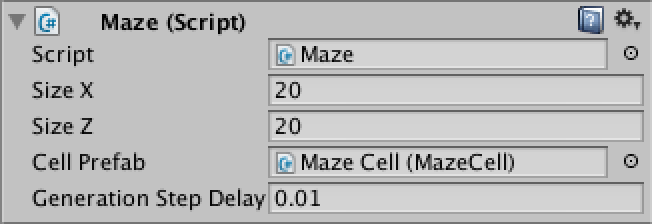 Maze (Script)
Script Maze
Size X 20
Size Z 20
Cell Prefab Maze Cell (MazeCell)
Generation Step Delay 0.01